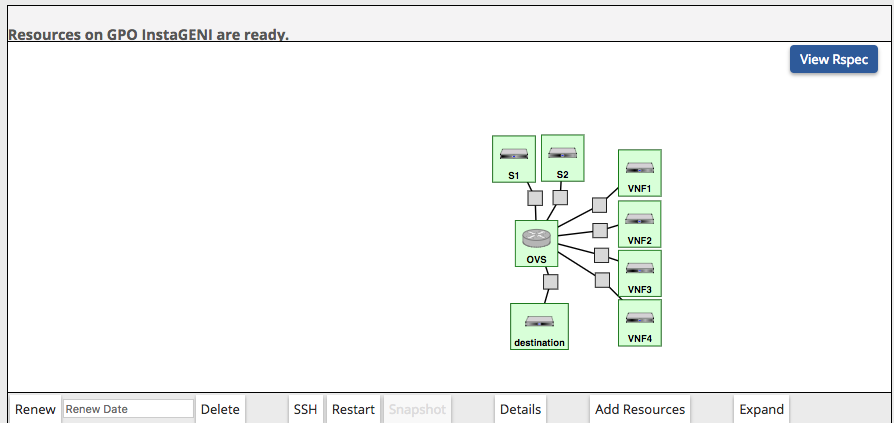 Resources on GPO InstaGENI are ready.
View Rspec
S1
S2
VNF1
VNF2
OVS
VNF3
VNF4
destination
Renew
Renew Date
Delete
SSH
Restart
Snapshot
Details
Add Resources
Expand